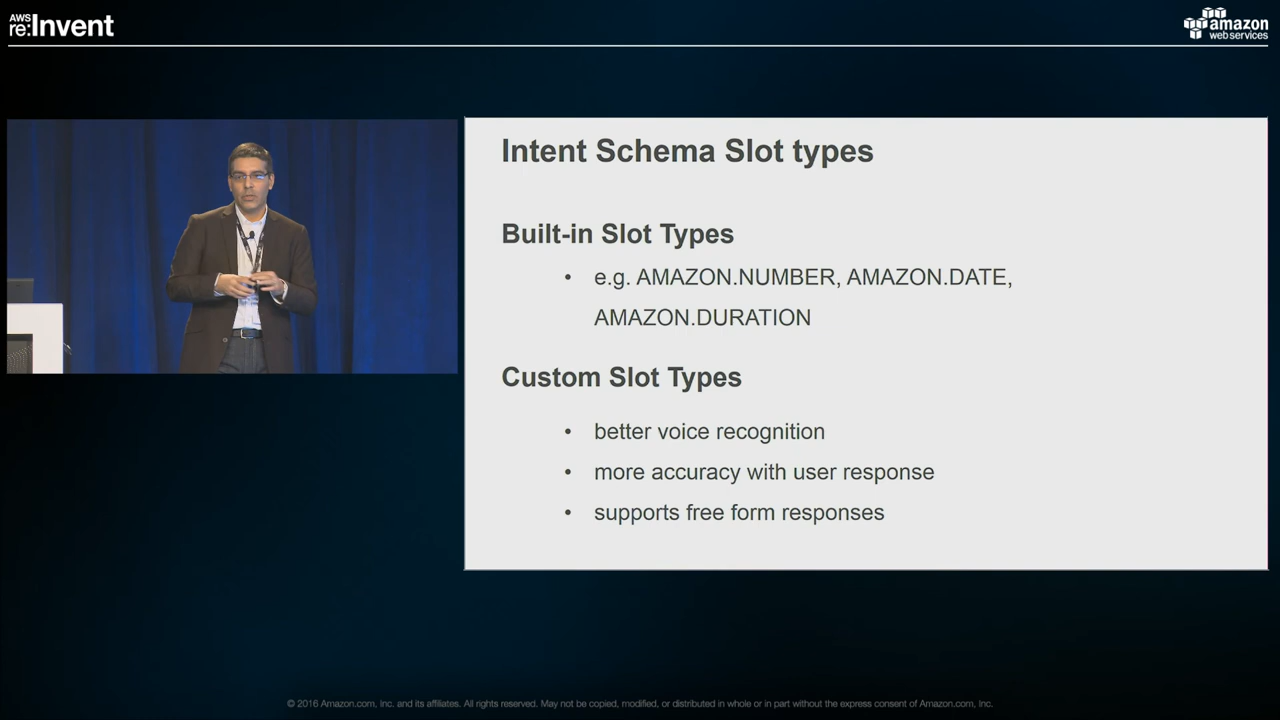 AWS
re:Invent
amazon
web services
Intent Schema Slot types
Built-in Slot Types
• e.g. AMAZON.NUMBER, AMAZON.DATE,
AMAZON.DURATION
Custom Slot Types
• better voice recognition
• more accuracy with user response
• supports free form responses
© 2016 Amazon.com, Inc. and its affiliates. All rights reserved. May not be copied, modified, or distributed in whole or in part without the express consent of Amazon.com, Inc.